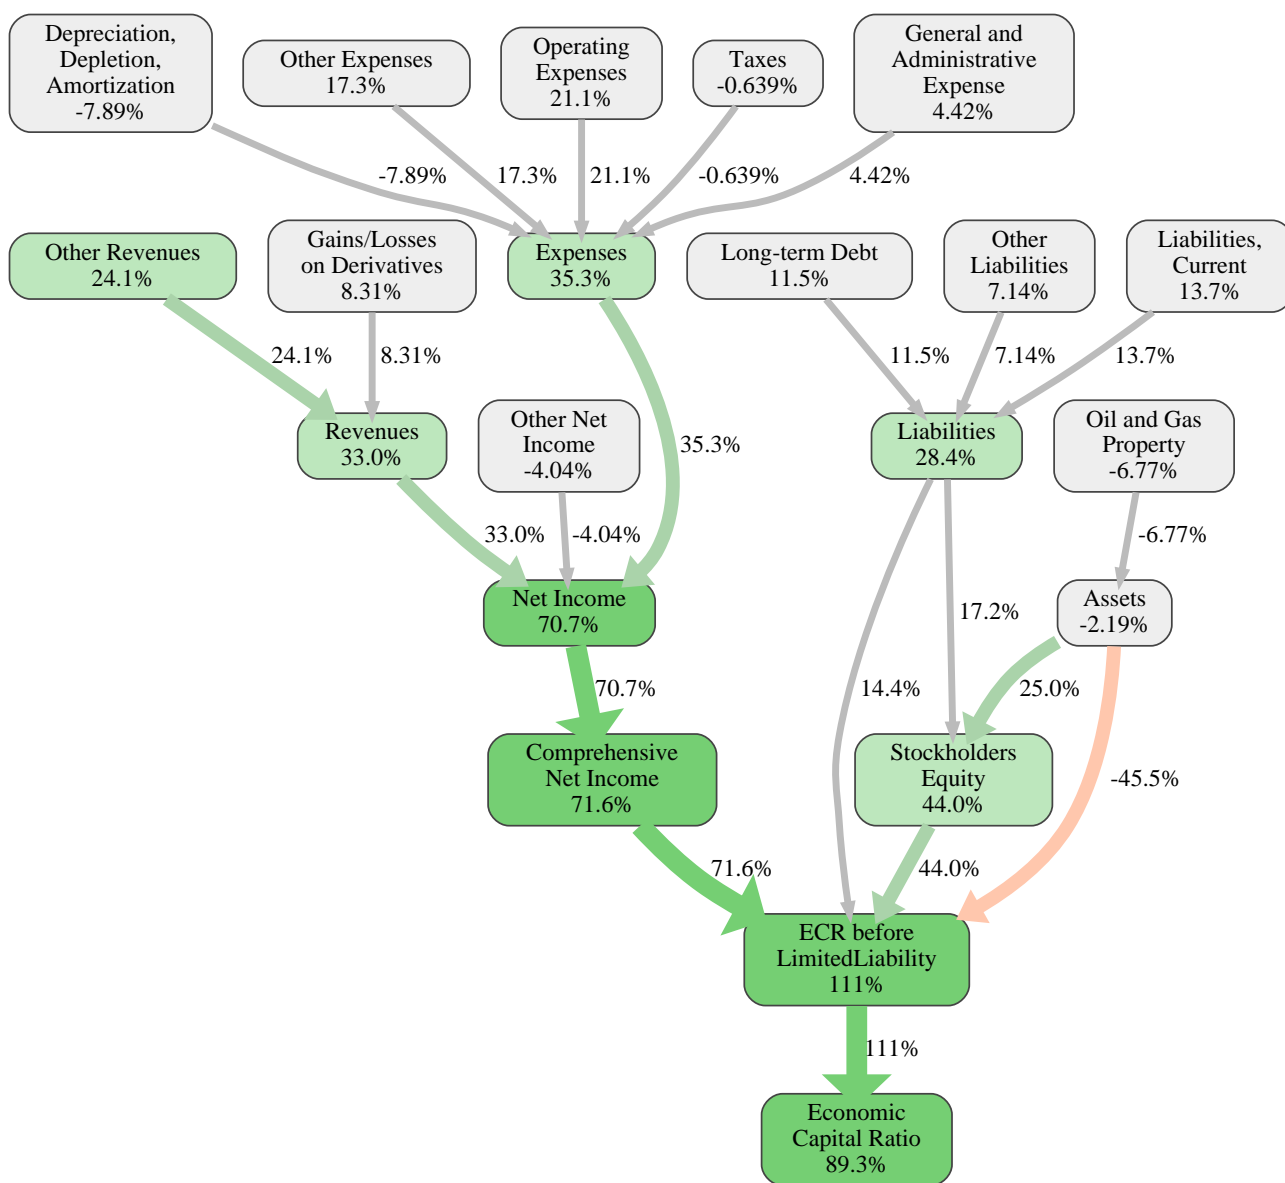 Depreciation,
Depletion,
Amortization
-7.89%
Other Expenses
17.3%
Operating
Expenses
21.1%
Taxes
-0.639%
General and
Administrative
Expense
4.42%
-7.89%
17.3%
21.1%
-0.639%
4.42%
Other Revenues
24.1%
Gains/Losses
on Derivatives
8.31%
Expenses
35.3%
Long-term Debt
11.5%
Other
Liabilities
7.14%
Liabilities,
Current
13.7%
24.1%
8.31%
11.5%
7.14%
13.7%
Revenues
33.0%
Other Net
Income
-4.04%
35.3%
Liabilities
28.4%
Oil and Gas
Property
-6.77%
33.0%
-4.04%
-6.77%
Net Income
70.7%
17.2%
Assets
-2.19%
70.7%
14.4%
25.0%
Comprehensive
Net Income
71.6%
Stockholders
Equity
44.0%
-45.5%
71.6%
44.0%
ECR before
LimitedLiability
111%
111%
Economic
Capital Ratio
89.3%